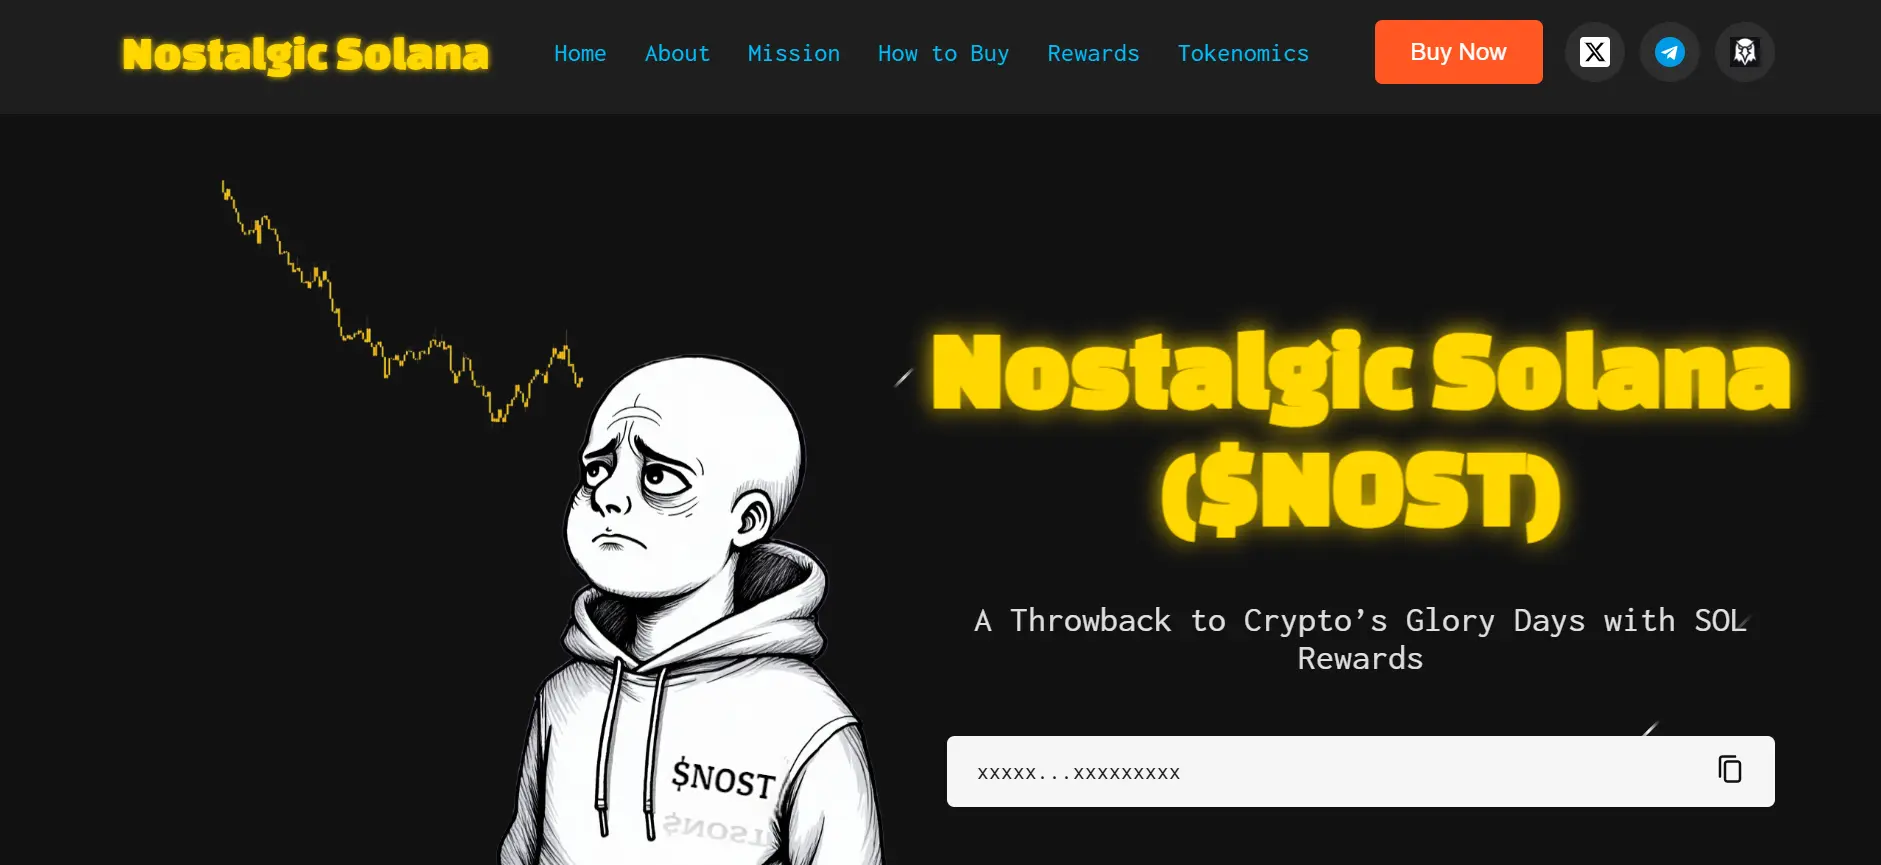 Nostalgic Solana
Home About Mission How to Buy Rewards Tokenomics
Buy Now
X
Nostalgic Solana
($NOST)
A Throwback to Crypto’s Glory Days with SOL
Rewards
xxxxx...xxxxxxxxx
$NOST
$NOST